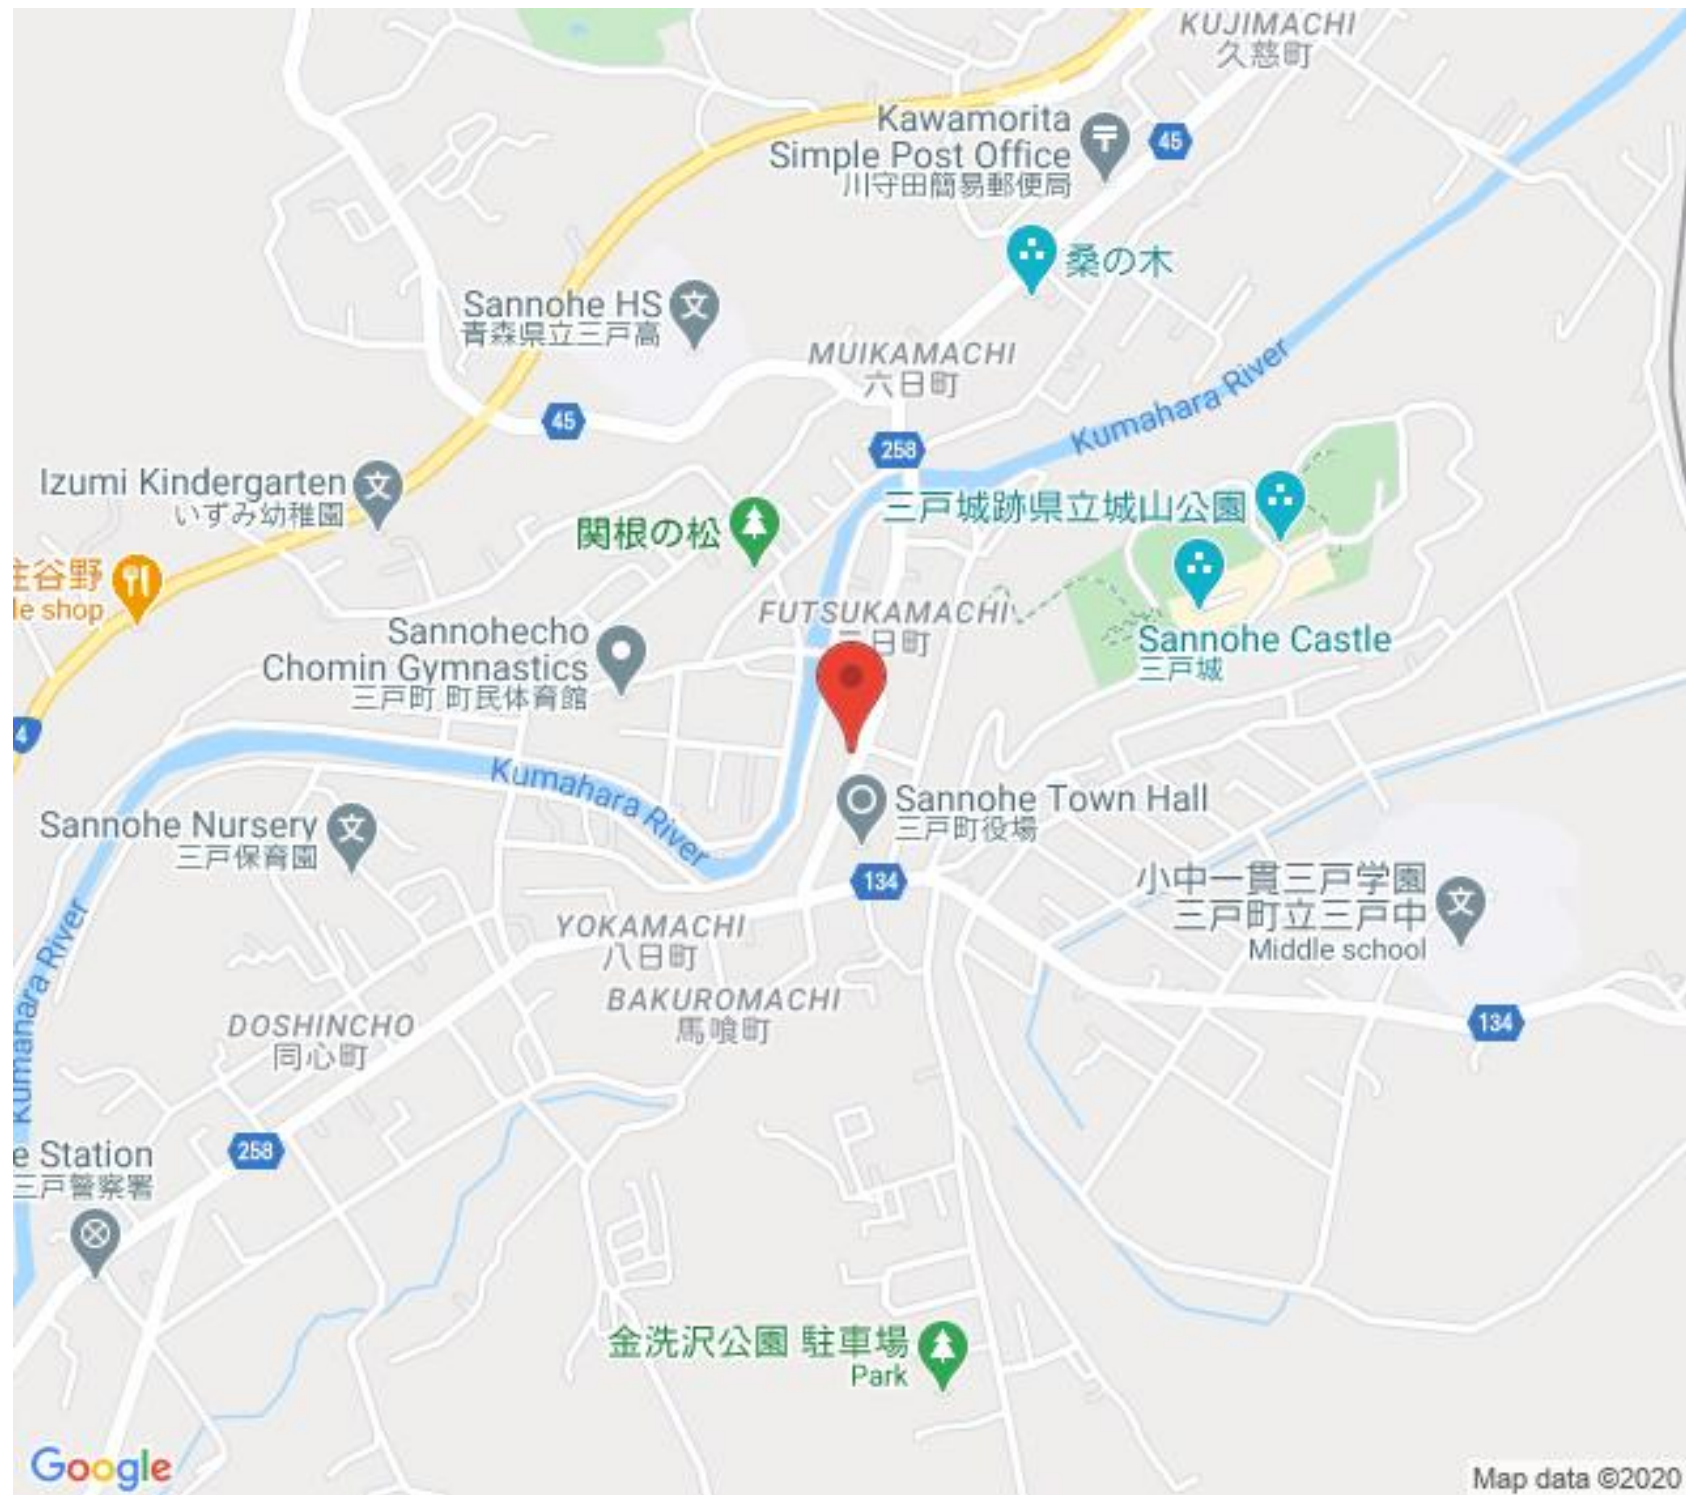 KUJIMACHI
久慈町
Kawamorita
Simple Post Office
川守田簡易郵便局
45
桑の木
Sannohe HS
青森県立三戸高
MUIKAMACHI
六日町
45
258
Kumahara River
Izumi Kindergarten
いずみ幼稚園
三戸城跡県立城山公園
関根の松
住谷野
le shop
FUTSUKAMACHI
日町
Sannohe Castle
三戸城
Sannohecho
Chomin Gymnastics
三戸町 町民体育館
4
Kumahara River
Sannohe Town Hall
三戸町役場
Sannohe Nursery
三戸保育園
134
小中一貫三戸学園
三戸町立三戸中
Middle school
Kumahara River
YOKAMACHI
八日町
BAKUROMACHI
馬喰町
DOSHINCHO
同心町
134
258
e Station
三戸警察署
金洗沢公園 駐車場
Park
Google
Map data ©2020